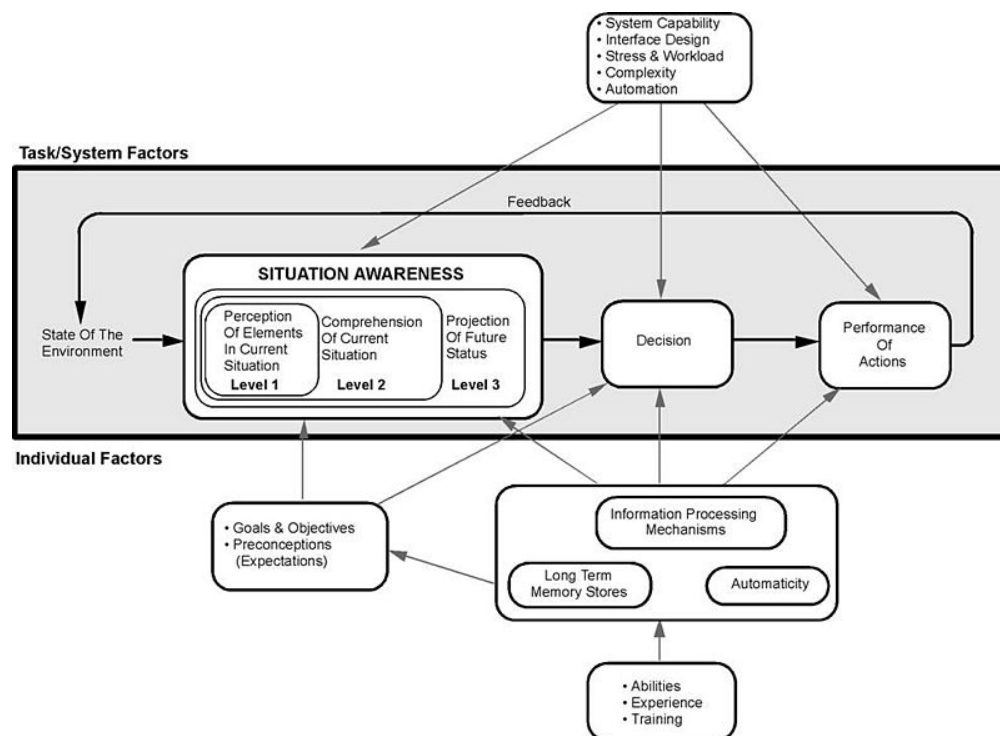 • System Capability
• Interface Design
• Stress & Workload
• Complexity
• Automation
Task/System Factors
Feedback
SITUATION AWARENESS
State Of The
Environment
Perception
Of Elements
In Current
Situation
Level 1
Comprehension
Of Current
Situation
Level 2
Projection
Of Future
Status
Level 3
Decision
Performance
Of
Actions
Individual Factors
• Goals & Objectives
• Preconceptions
(Expectations)
Information Processing
Mechanisms
Long Term
Memory Stores
Automaticity
• Abilities
• Experience
• Training